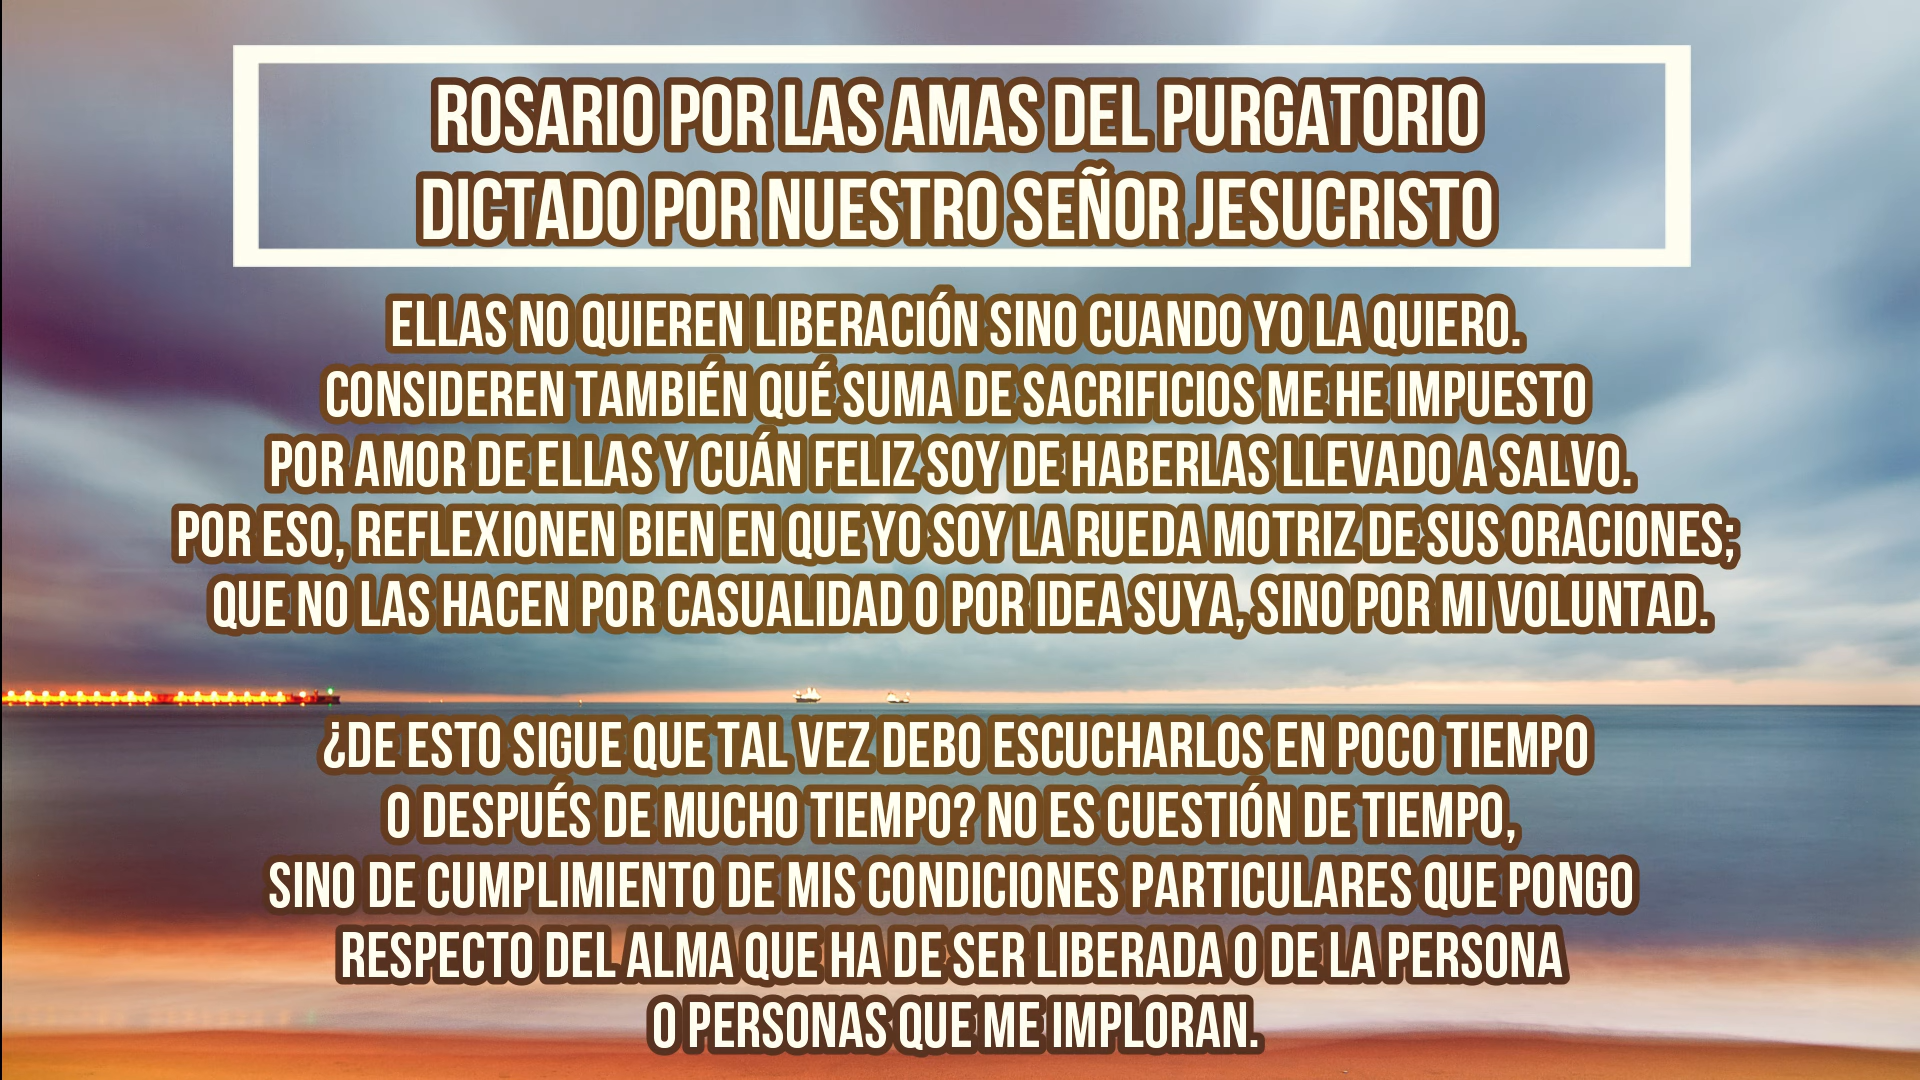 ROSARIO POR LAS AMAS DEL PURGATORIO
DICTADO POR NUESTRO SEÑOR JESUCRISTO
ELLAS NO QUIEREN LIBERACIÓN SINO CUANDO YO LA QUIERO.
CONSIDEREN TAMBIÉN QUÉ SUMA DE SACRIFICIOS ME HE IMPUESTO
POR AMOR DE ELLAS Y CUÁN FELIZ SOY DE HABERLAS LLEVADO A SALVO.
POR ESO, REFLEXIONEN BIEN EN QUE YO SOY LA RUEDA MOTRIZ DE SUS ORACIONES;
QUE NO LAS HACEN POR CASUALIDAD O POR IDEA SUYA, SINO POR MI VOLUNTAD.
¿DE ESTO SIGUE QUE TAL VEZ DEBO ESCUCHARLOS EN POCO TIEMPO
O DESPUÉS DE MUCHO TIEMPO? NO ES CUESTIÓN DE TIEMPO,
SINO DE CUMPLIMIENTO DE MIS CONDICIONES PARTICULARES QUE PONGO
RESPECTO DEL ALMA QUE HA DE SER LIBERADA O DE LA PERSONA
O PERSONAS QUE ME IMPLORAN.